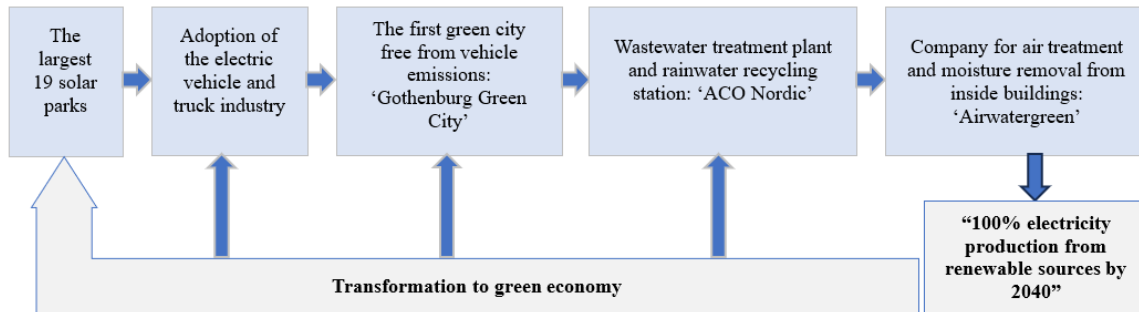 The
largest
19 solar
parks
Adoption of
the electric
vehicle and
truck industry
The first green city
free from vehicle
emissions:
‘Gothenburg Green
City’
Wastewater treatment plant
and rainwater recycling
station: ‘ACO Nordic’
Company for air treatment
and moisture removal from
inside buildings:
‘Airwatergreen’
“100% electricity
production from
renewable sources by
2040”
Transformation to green economy